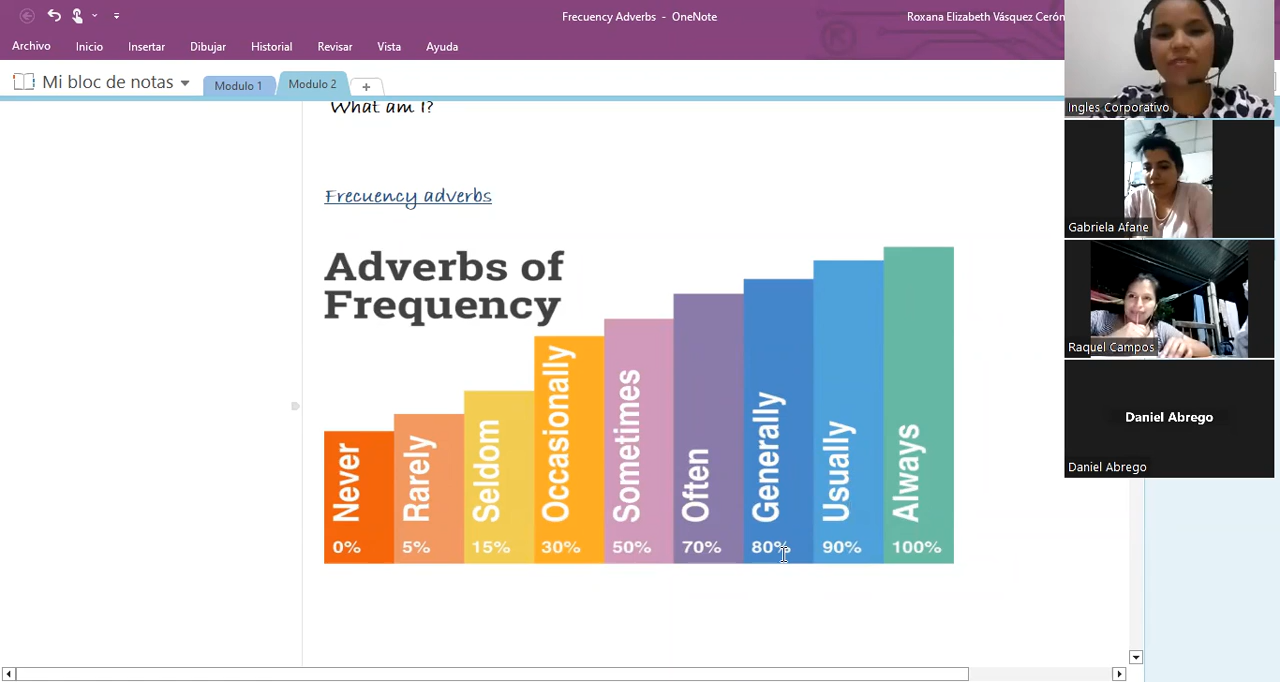 Frecuency Adverbs - OneNote
Roxana Elizabeth Vásquez Cerón
Archivo Inicio Insertar Dibujar Historial Revisar Vista Ayuda
Mi bloc de notas Modulo 1 Modulo 2 +
What am I?
Frecuency adverbs
Adverbs of
Frequency
Never Rarely Seldom Occasionally Sometimes Often Generally Usually Always
0% 5% 15% 30% 50% 70% 80% 90% 100%
Ingles Corporativo
Gabriela Afane
Raquel Campos
Daniel Abrego
Daniel Abrego